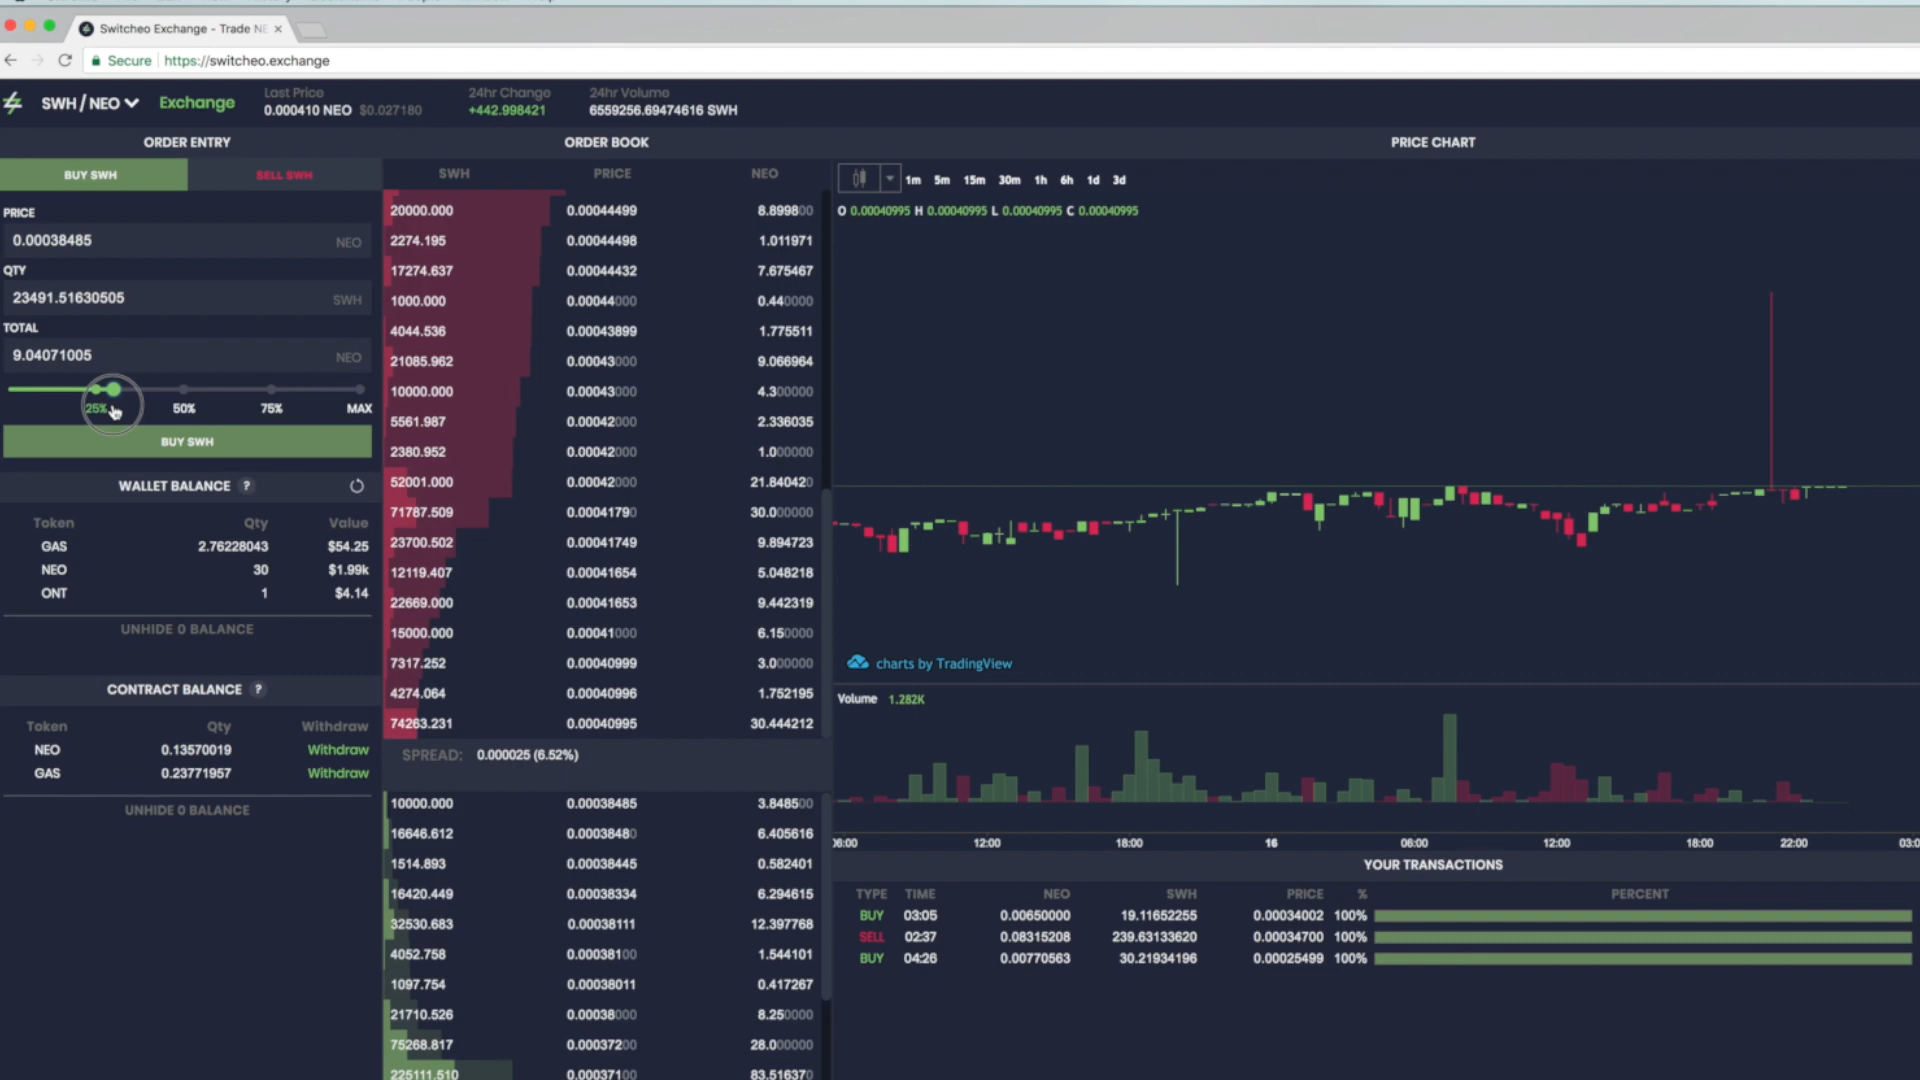 Switcheo Exchange - Trade NE
Secure https://switcheo.exchange
SWH / NEO Exchange
Last Price
0.000410 NEO $0.027180
24hr Change
+442.998421
24hr Volume
6559256.69474616 SWH
ORDER ENTRY
BUY SWH SELL SWH
PRICE
0.00038485 NEO
QTY
23491.51630505 SWH
TOTAL
9.04071005 NEO
25% 50% 75% MAX
BUY SWH
WALLET BALANCE ?
Token Qty Value
GAS 2.76228043 $54.25
NEO 30 $1.99k
ONT 1 $4.14
UNHIDE 0 BALANCE
CONTRACT BALANCE ?
Token Qty Withdraw
NEO 0.13570019 Withdraw
GAS 0.23771957 Withdraw
UNHIDE 0 BALANCE
ORDER BOOK
SWH PRICE NEO
20000.000 0.00044499 8.899800
2274.195 0.00044498 1.011971
17274.637 0.00044432 7.675467
1000.000 0.00044000 0.440000
4044.536 0.00043899 1.775511
21085.962 0.00043000 9.066964
10000.000 0.00043000 4.300000
5561.987 0.00042000 2.336035
2380.952 0.00042000 1.000000
52001.000 0.00042000 21.840420
71787.509 0.00041790 30.000000
23700.502 0.00041749 9.894723
12119.407 0.00041654 5.048218
22669.000 0.00041653 9.442319
15000.000 0.00041000 6.150000
7317.252 0.00040999 3.000000
4274.064 0.00040996 1.752195
74263.231 0.00040995 30.444212
SPREAD: 0.000025 (6.52%)
10000.000 0.00038485 3.848500
16646.612 0.00038480 6.405616
1514.893 0.00038445 0.582401
16420.449 0.00038334 6.294615
32530.683 0.00038111 12.397768
4052.758 0.00038100 1.544101
1097.754 0.00038011 0.417267
21710.526 0.00038000 8.250000
75268.817 0.00037200 28.000000
225111.510 0.00037100 83.516370
PRICE CHART
1m 5m 15m 30m 1h 6h 1d 3d
O 0.00040995 H 0.00040995 L 0.00040995 C 0.00040995
charts by TradingView
Volume 1.282K
06:00 12:00 18:00 16 06:00 12:00 18:00 22:00 03:0
YOUR TRANSACTIONS
TYPE TIME NEO SWH PRICE % PERCENT
BUY 03:05 0.00650000 19.11652255 0.00034002 100%
SELL 02:37 0.08315208 239.63133620 0.00034700 100%
BUY 04:26 0.00770563 30.21934196 0.00025499 100%